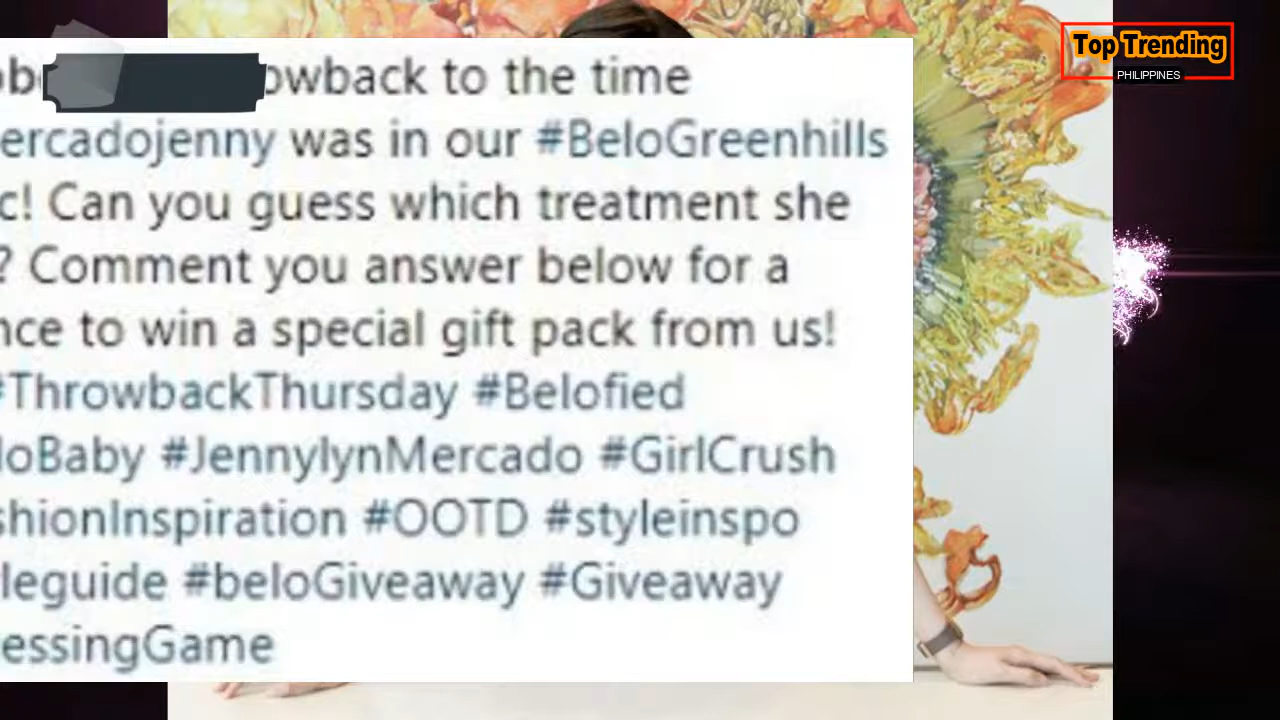 Top Trending
PHILIPPINES
obe owback to the time
ercadojenny was in our #BeloGreenhills
c! Can you guess which treatment she
? Comment you answer below for a
nce to win a special gift pack from us!
#ThrowbackThursday #Belofied
loBaby #JennylynMercado #GirlCrush
shionInspiration #OOTD #styleinspo
leguide #beloGiveaway #Giveaway
essingGame